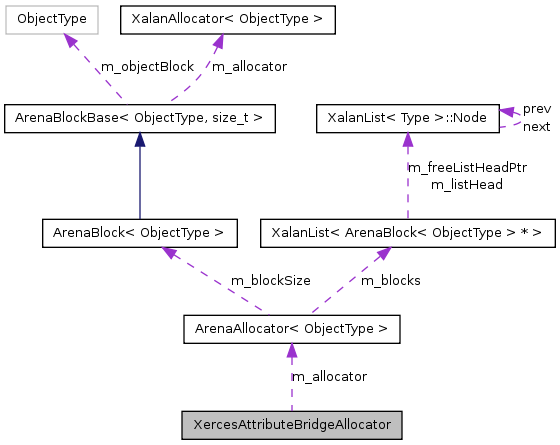 ObjectType
XalanAllocator< ObjectType >
m_objectBlock
m_allocator
ArenaBlockBase< ObjectType, size_t >
XalanList< Type >::Node
prev
next
m_freeListHeadPtr
m_listHead
ArenaBlock< ObjectType >
XalanList< ArenaBlock< ObjectType > * >
m_blockSize
m_blocks
ArenaAllocator< ObjectType >
m_allocator
XercesAttributeBridgeAllocator